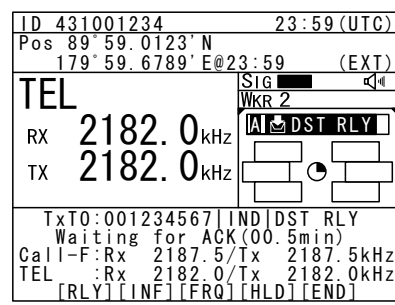 ID 431001234 23:59(UTC)
Pos 89°59.0123'N
179°59.6789'E@23:59 (EXT)
TEL
SIG
WKR 2
A DST RLY
RX 2182.0kHz
TX 2182.0kHz
TxTO:001234567|IND|DST RLY
Waiting for ACK(00.5min)
Call-F:Rx 2187.5/Tx 2187.5kHz
TEL :Rx 2182.0/Tx 2182.0kHz
[RLY][INF][FRQ][HLD][END]